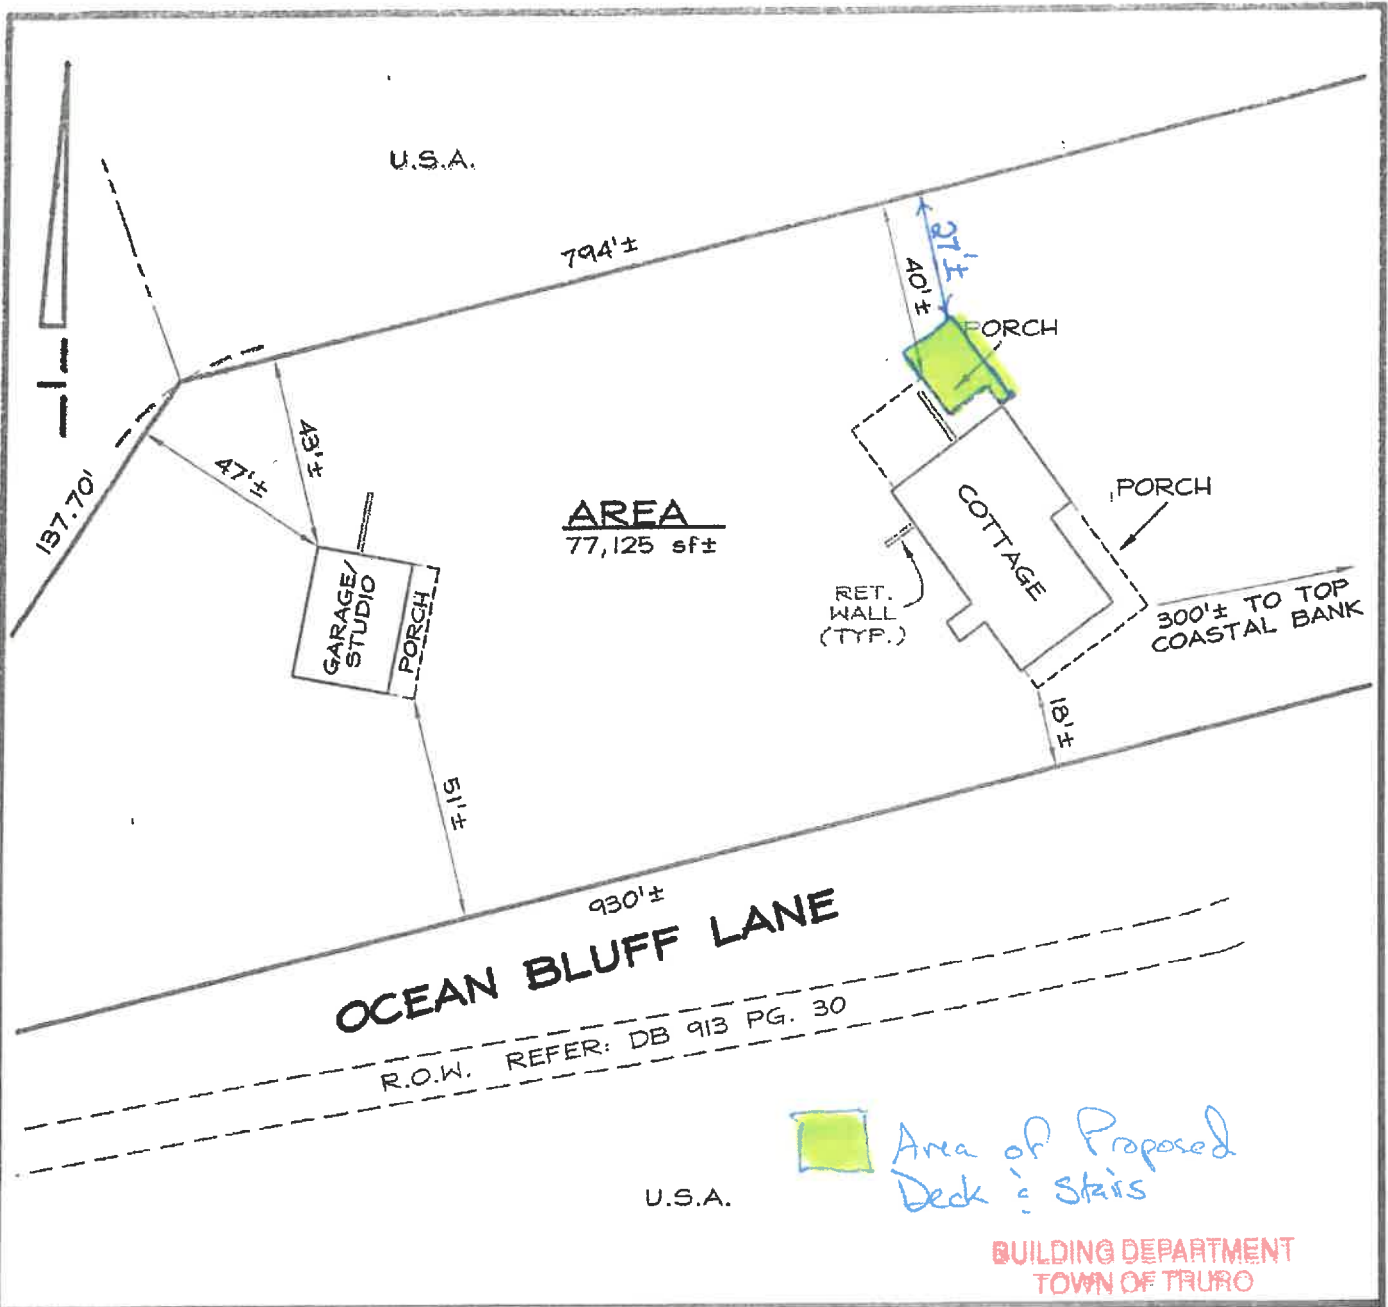 U.S.A.
794'±
27'±
40'±
PORCH
137.70'
47'±
43'±
AREA
77,125 sf±
GARAGE/
STUDIO
PORCH
COTTAGE
PORCH
RET.
WALL
(TYP.)
300'± TO TOP
COASTAL BANK
18'±
51'±
930'±
OCEAN BLUFF LANE
R.O.W. REFER: DB 913 PG. 30
U.S.A.
Area of Proposed
Deck & Stairs
BUILDING DEPARTMENT
TOWN OF TRURO